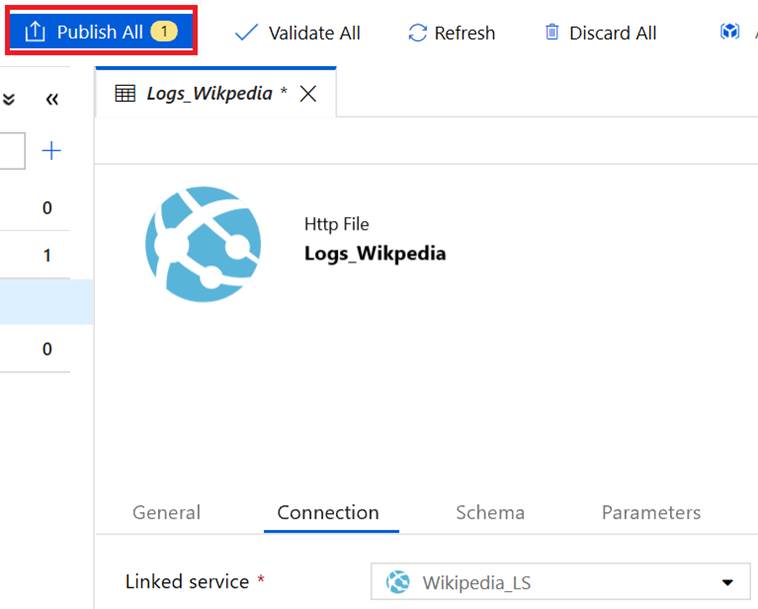 Publish All 1 Validate All Refresh Discard All
Logs_Wikpedia *
0
1
Http File
Logs_Wikpedia
0
General Connection Schema Parameters
Linked service * Wikipedia_LS